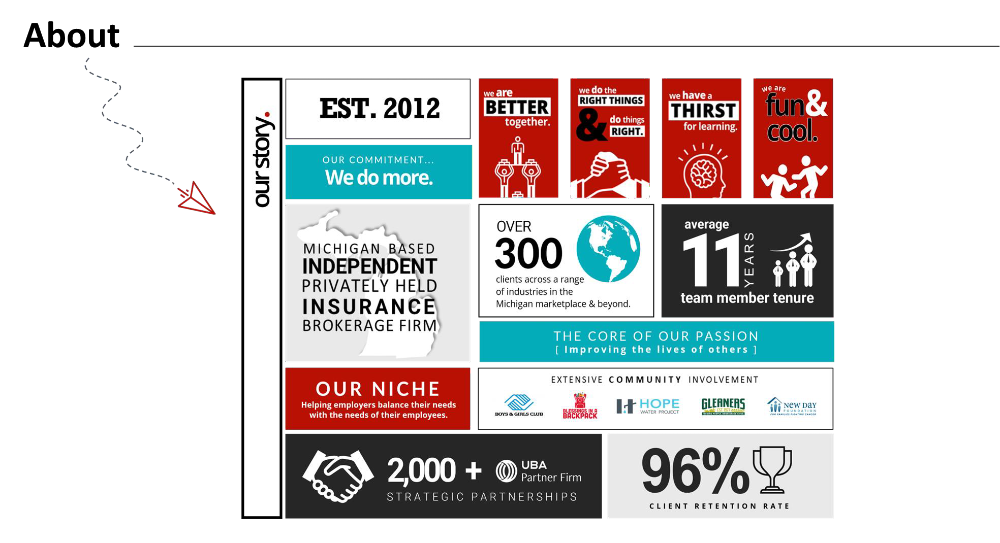 About
our story.
EST. 2012
OUR COMMITMENT...
We do more.
we are
BETTER
together.
we do the
RIGHT THINGS
&
do things
RIGHT.
we have a
THIRST
for learning.
we are
fun&
cool.
MICHIGAN BASED
INDEPENDENT
PRIVATELY HELD
INSURANCE
BROKERAGE FIRM
OVER
300
clients across a range
of industries in the
Michigan marketplace & beyond.
average
11 YEARS
team member tenure
THE CORE OF OUR PASSION
[ Improving the lives of others ]
OUR NICHE
Helping employers balance their needs
with the needs of their employees.
EXTENSIVE COMMUNITY INVOLVEMENT
BOYS & GIRLS CLUB
BLESSINGS IN A
BACKPACK
HOPE
WATER PROJECT
GLEANERS
EST. 1977
FEEDING PEOPLE. NOURISHING LIVES.
NEW DAY
FOUNDATION
FOR FAMILIES FIGHTING CANCER
2,000 +
UBA
Partner Firm
STRATEGIC PARTNERSHIPS
96%
CLIENT RETENTION RATE